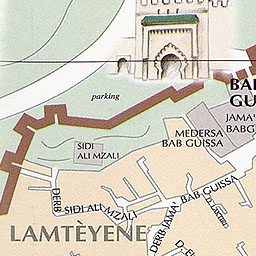 parking
BAB
GU
JAMA'
BABG
MEDERSA
BAB GUISSA
SIDI
ALI MZALI
DERB
SIDI ALI MZALI
DERB JAMA'
BAB GUISSA
LAMTÈYENE